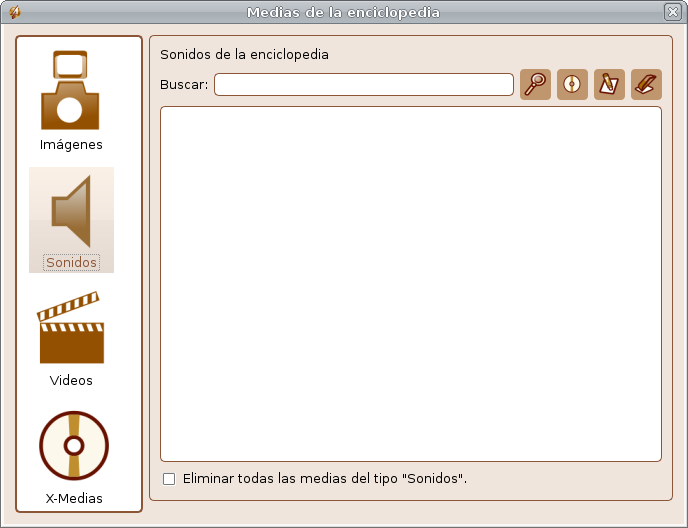 Medias de la enciclopedia
Imágenes
Sonidos
Videos
X-Medias
Sonidos de la enciclopedia
Buscar:
Eliminar todas las medias del tipo "Sonidos".